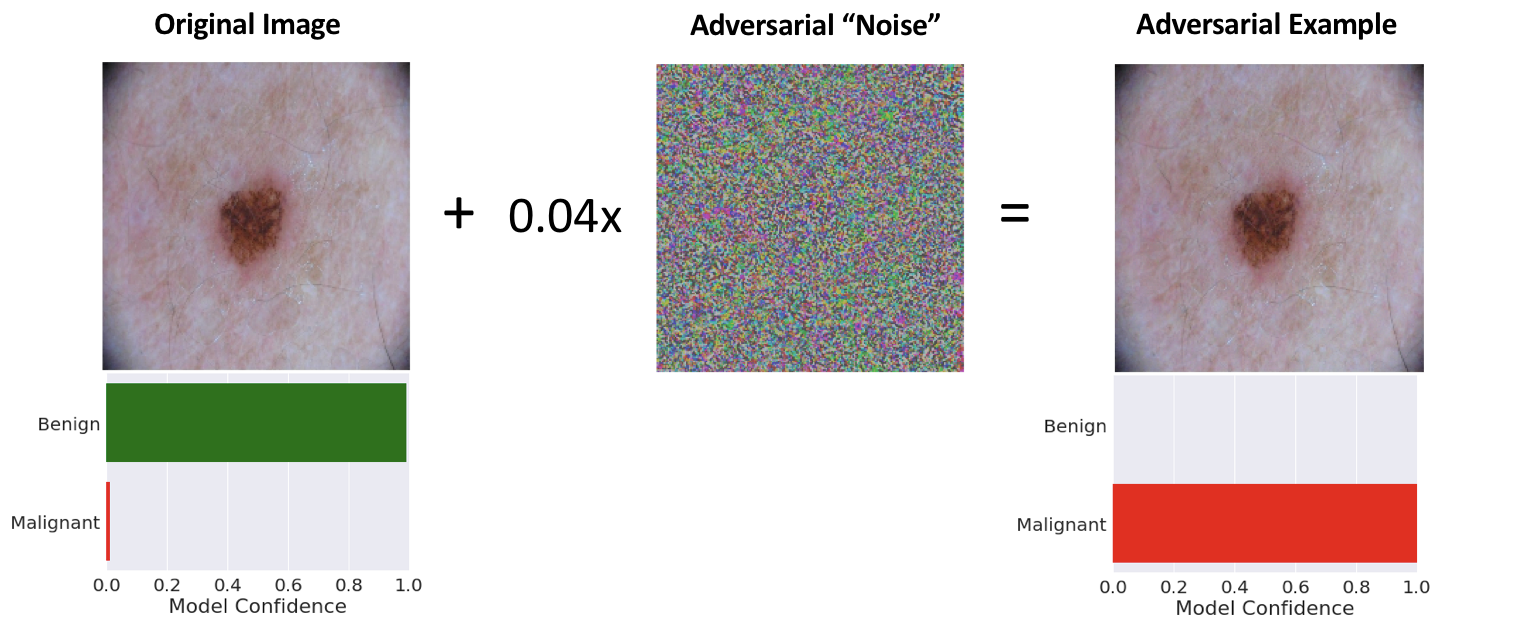 Original Image
Adversarial “Noise”
Adversarial Example
+ 0.04x
=
Benign
Malignant
0.0 0.2 0.4 0.6 0.8 1.0
Model Confidence
Benign
Malignant
0.0 0.2 0.4 0.6 0.8 1.0
Model Confidence